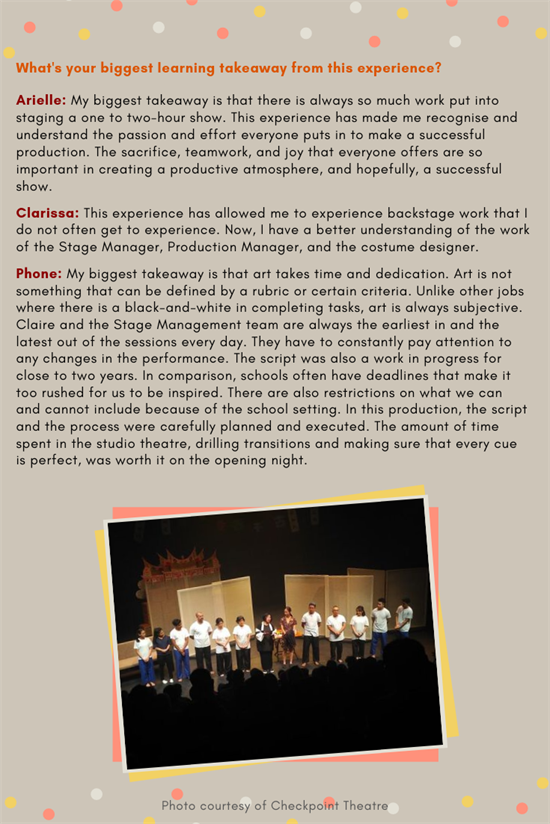 What's your biggest learning takeaway from this experience?
Arielle: My biggest takeaway is that there is always so much work put into
staging a one to two-hour show. This experience has made me recognise and
understand the passion and effort everyone puts in to make a successful
production. The sacrifice, teamwork, and joy that everyone offers are so
important in creating a productive atmosphere, and hopefully, a successful
show.
Clarissa: This experience has allowed me to experience backstage work that I
do not often get to experience. Now, I have a better understanding of the work
of the Stage Manager, Production Manager, and the costume designer.
Phone: My biggest takeaway is that art takes time and dedication. Art is not
something that can be defined by a rubric or certain criteria. Unlike other jobs
where there is a black-and-white in completing tasks, art is always subjective.
Claire and the Stage Management team are always the earliest in and the
latest out of the sessions every day. They have to constantly pay attention to
any changes in the performance. The script was also a work in progress for
close to two years. In comparison, schools often have deadlines that make it
too rushed for us to be inspired. There are also restrictions on what we can
and cannot include because of the school setting. In this production, the script
and the process were carefully planned and executed. The amount of time
spent in the studio theatre, drilling transitions and making sure that every cue
is perfect, was worth it on the opening night.
Photo courtesy of Checkpoint Theatre